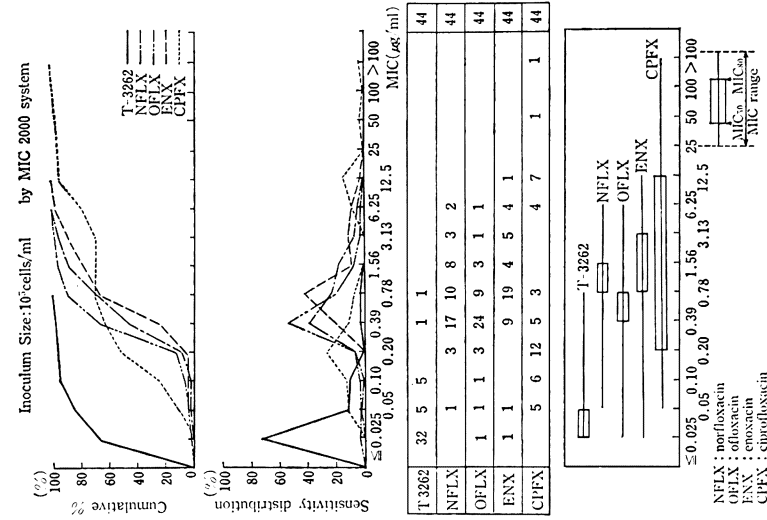 Inoculum Size:10⁵cells/ml by MIC 2000 system
(%)
100
80
60
40
20
0
Cumulative %
T-3262
NFLX
OFLX
ENX
CPFX
(%)
100
80
60
40
20
0
Sensitivity distribution
≦0.025 0.05 0.10 0.20 0.39 0.78 1.56 3.13 6.25 12.5 25 50 100 >100
MIC(μg/ml)
T-3262 32 5 5 1 1 44
NFLX 1 3 17 10 8 3 2 44
OFLX 1 1 1 3 24 9 3 1 1 44
ENX 1 1 9 19 4 5 4 1 44
CPFX 5 6 12 5 3 4 7 1 1 44
T-3262
NFLX
OFLX
ENX
CPFX
≦0.025 0.05 0.10 0.20 0.39 0.78 1.56 3.13 6.25 12.5 25 50 100 >100
NFLX : norfloxacin
OFLX : ofloxacin
ENX : enoxacin
CPFX : ciprofloxacin
MIC₅₀ MIC₈₀
MIC range